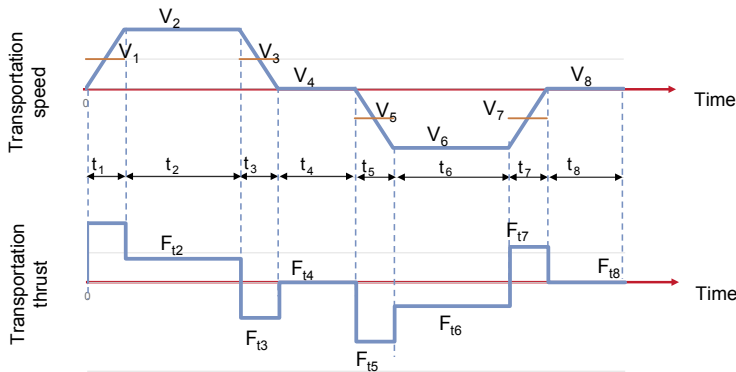 Transportation
speed
V2
V1
V3
V4
V5
V6
V7
V8
0
Time
t1
t2
t3
t4
t5
t6
t7
t8
Transportation
thrust
Ft2
Ft3
Ft4
Ft5
Ft6
Ft7
Ft8
0
Time